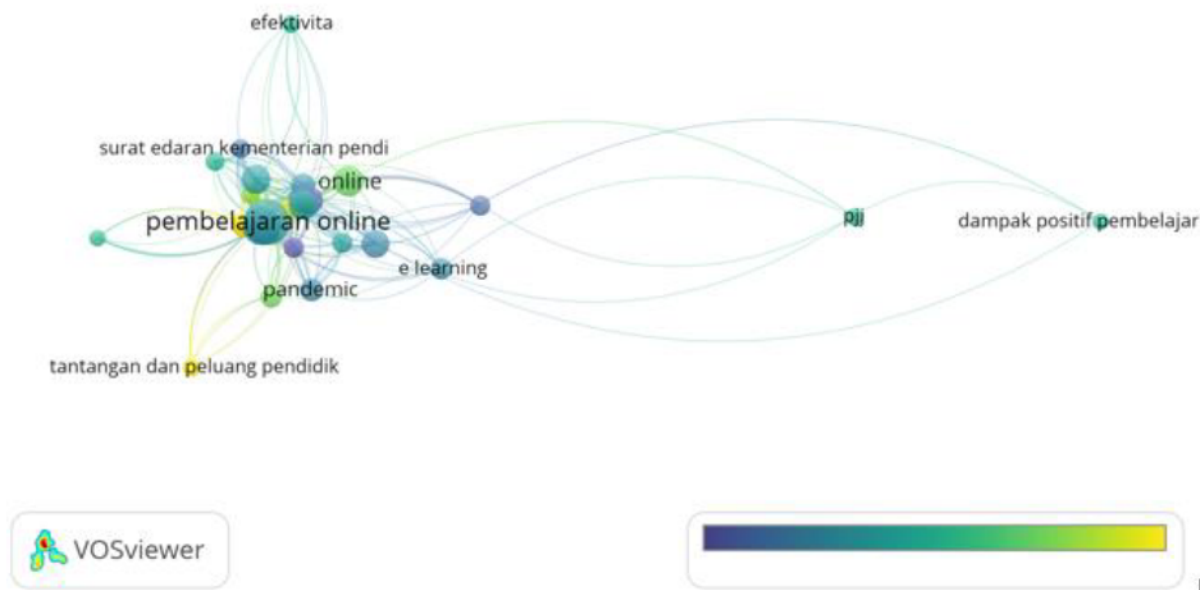 efektivita
surat edaran kementerian pendi
online
pembelajaran online
pjj
dampak positif pembelajar
e learning
pandemic
tantangan dan peluang pendidik
VOSviewer